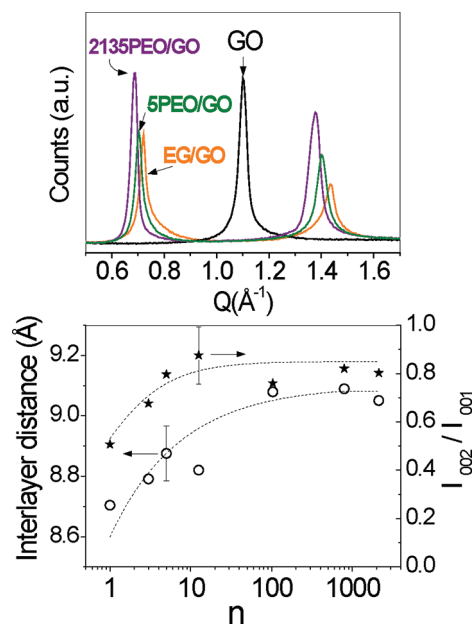 2135PEO/GO
GO
5PEO/GO
EG/GO
Counts (a.u.)
0.6 0.8 1.0 1.2 1.4 1.6
Q(Å⁻¹)
Interlayer distance (Å)
9.2
9.0
8.8
8.6
1.0
0.8
0.6
0.4
0.2
0.0
I₀₀₂ / I₀₀₁
1 10 100 1000
n